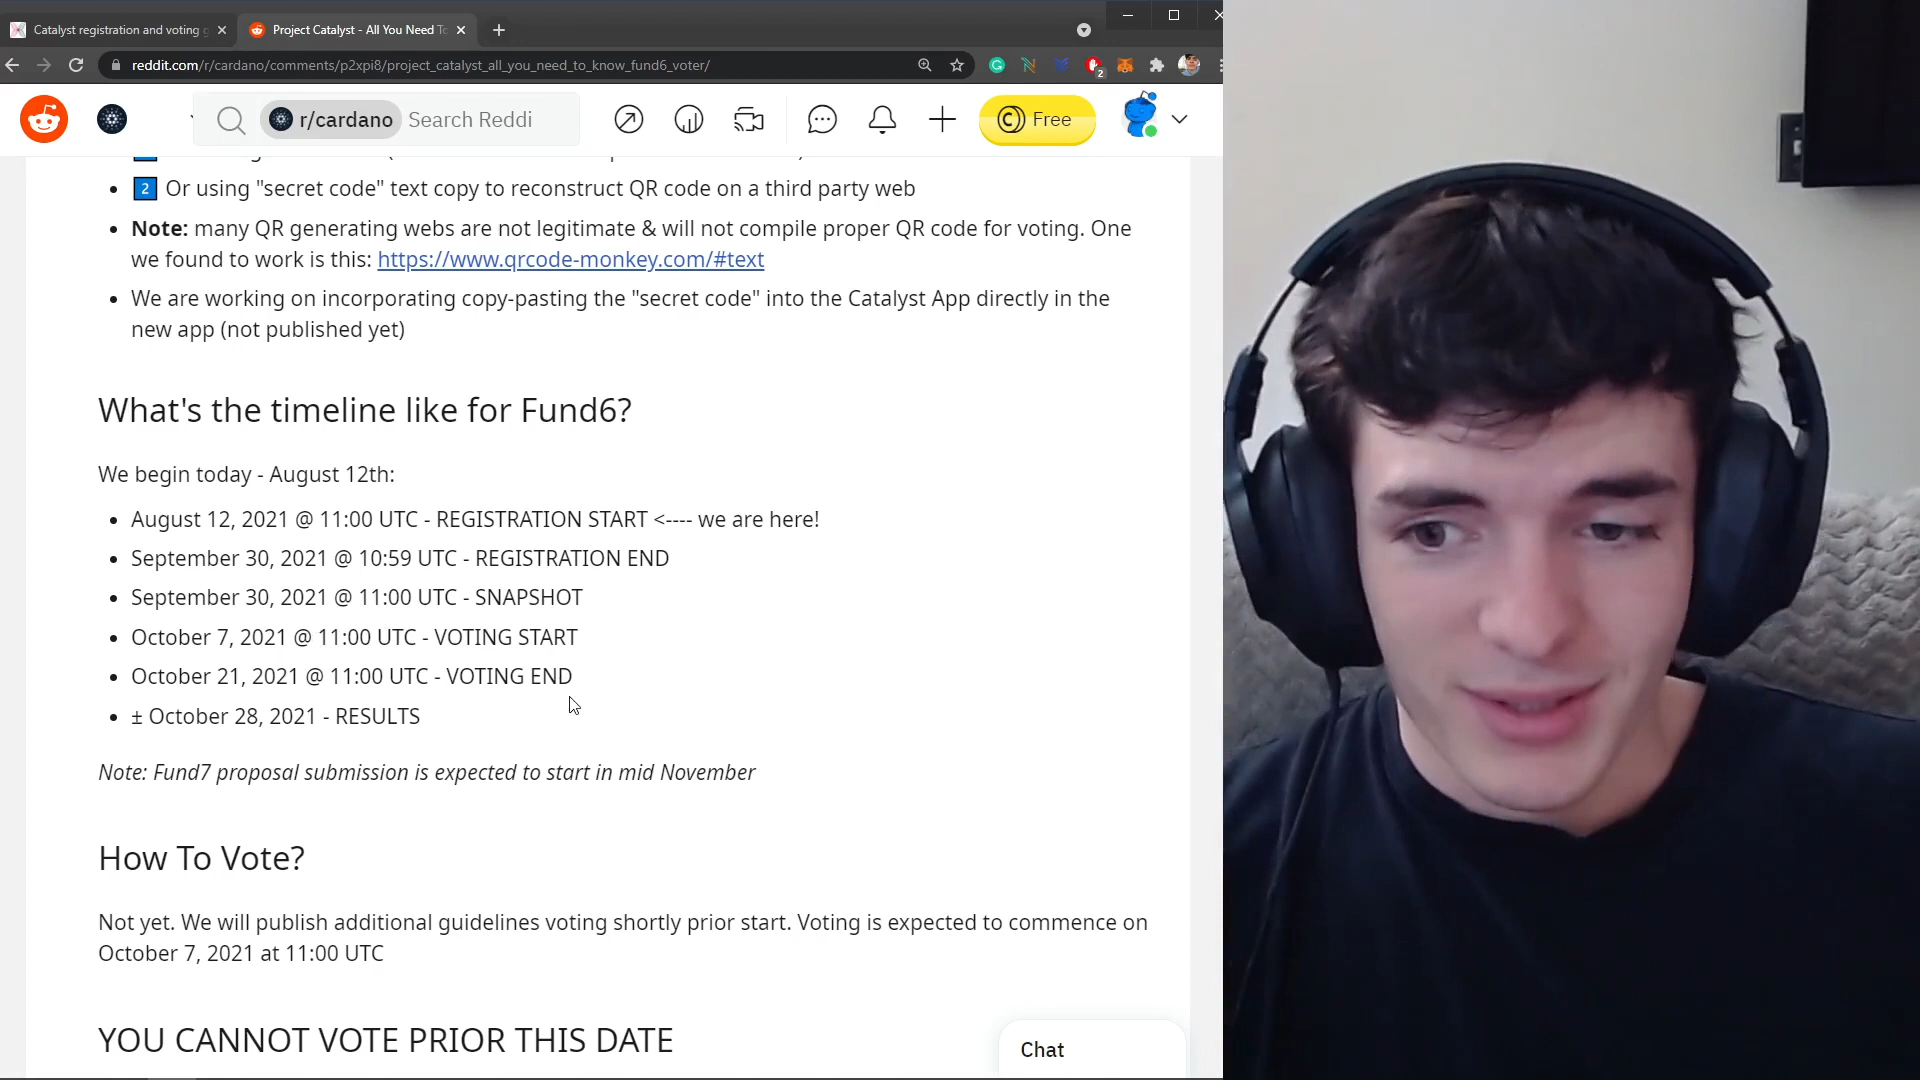 Catalyst registration and voting
Project Catalyst - All You Need
reddit.com/r/cardano/comments/p2xpi8/project_catalyst_all_you_need_to_know_fund6_voter/
2
r/cardano Search Reddi
Free
2 Or using "secret code" text copy to reconstruct QR code on a third party web
Note: many QR generating webs are not legitimate & will not compile proper QR code for voting. One
we found to work is this: https://www.qrcode-monkey.com/#text
We are working on incorporating copy-pasting the "secret code" into the Catalyst App directly in the
new app (not published yet)
What's the timeline like for Fund6?
We begin today - August 12th:
August 12, 2021 @ 11:00 UTC - REGISTRATION START <---- we are here!
September 30, 2021 @ 10:59 UTC - REGISTRATION END
September 30, 2021 @ 11:00 UTC - SNAPSHOT
October 7, 2021 @ 11:00 UTC - VOTING START
October 21, 2021 @ 11:00 UTC - VOTING END
± October 28, 2021 - RESULTS
Note: Fund7 proposal submission is expected to start in mid November
How To Vote?
Not yet. We will publish additional guidelines voting shortly prior start. Voting is expected to commence on
October 7, 2021 at 11:00 UTC
YOU CANNOT VOTE PRIOR THIS DATE
Chat